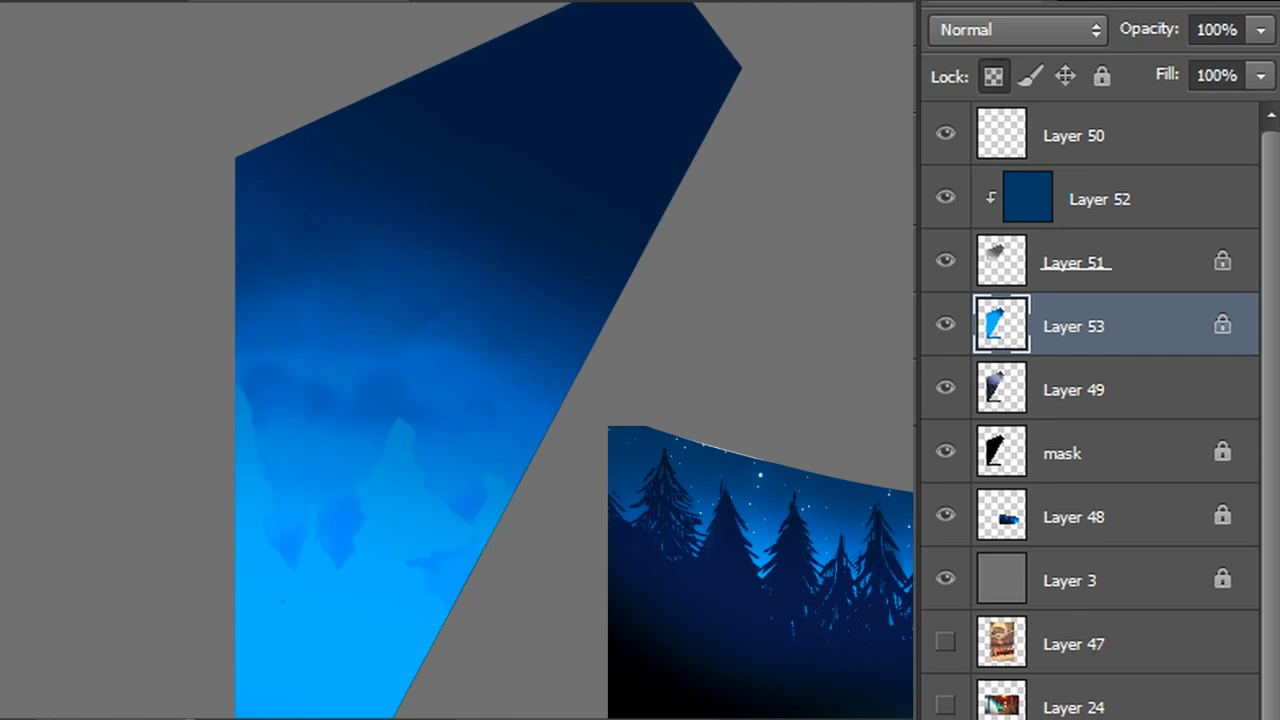 Normal
Opacity: 100%
Lock:
Fill: 100%
Layer 50
Layer 52
Layer 51
Layer 53
Layer 49
mask
Layer 48
Layer 3
Layer 47
Layer 24